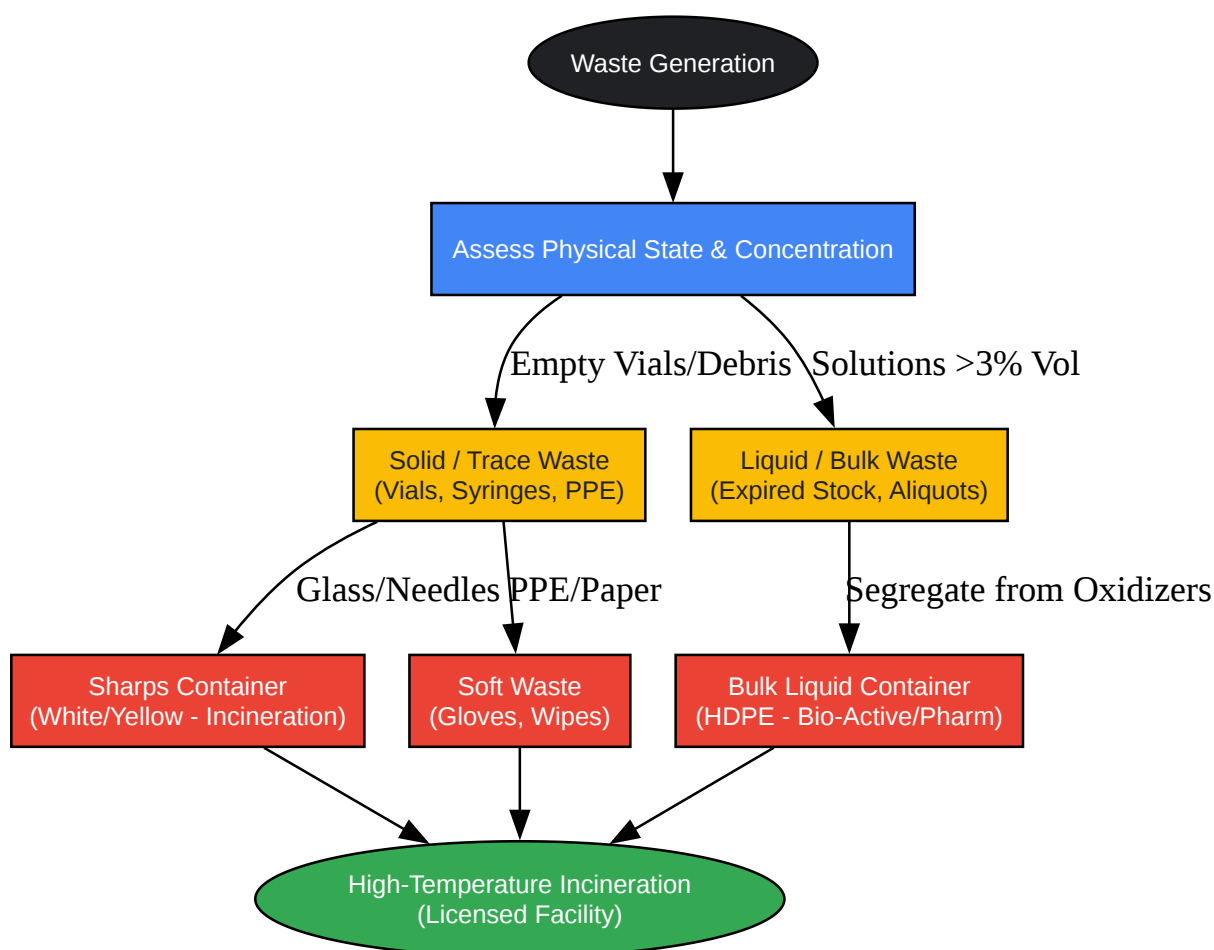 Waste Generation
Assess Physical State & Concentration
Empty Vials/Debris
Solutions >3% Vol
Solid / Trace Waste
(Vials, Syringes, PPE)
Liquid / Bulk Waste
(Expired Stock, Aliquots)
Glass/Needles
PPE/Paper
Segregate from Oxidizers
Sharps Container
(White/Yellow - Incineration)
Soft Waste
(Gloves, Wipes)
Bulk Liquid Container
(HDPE - Bio-Active/Pharm)
High-Temperature Incineration
(Licensed Facility)